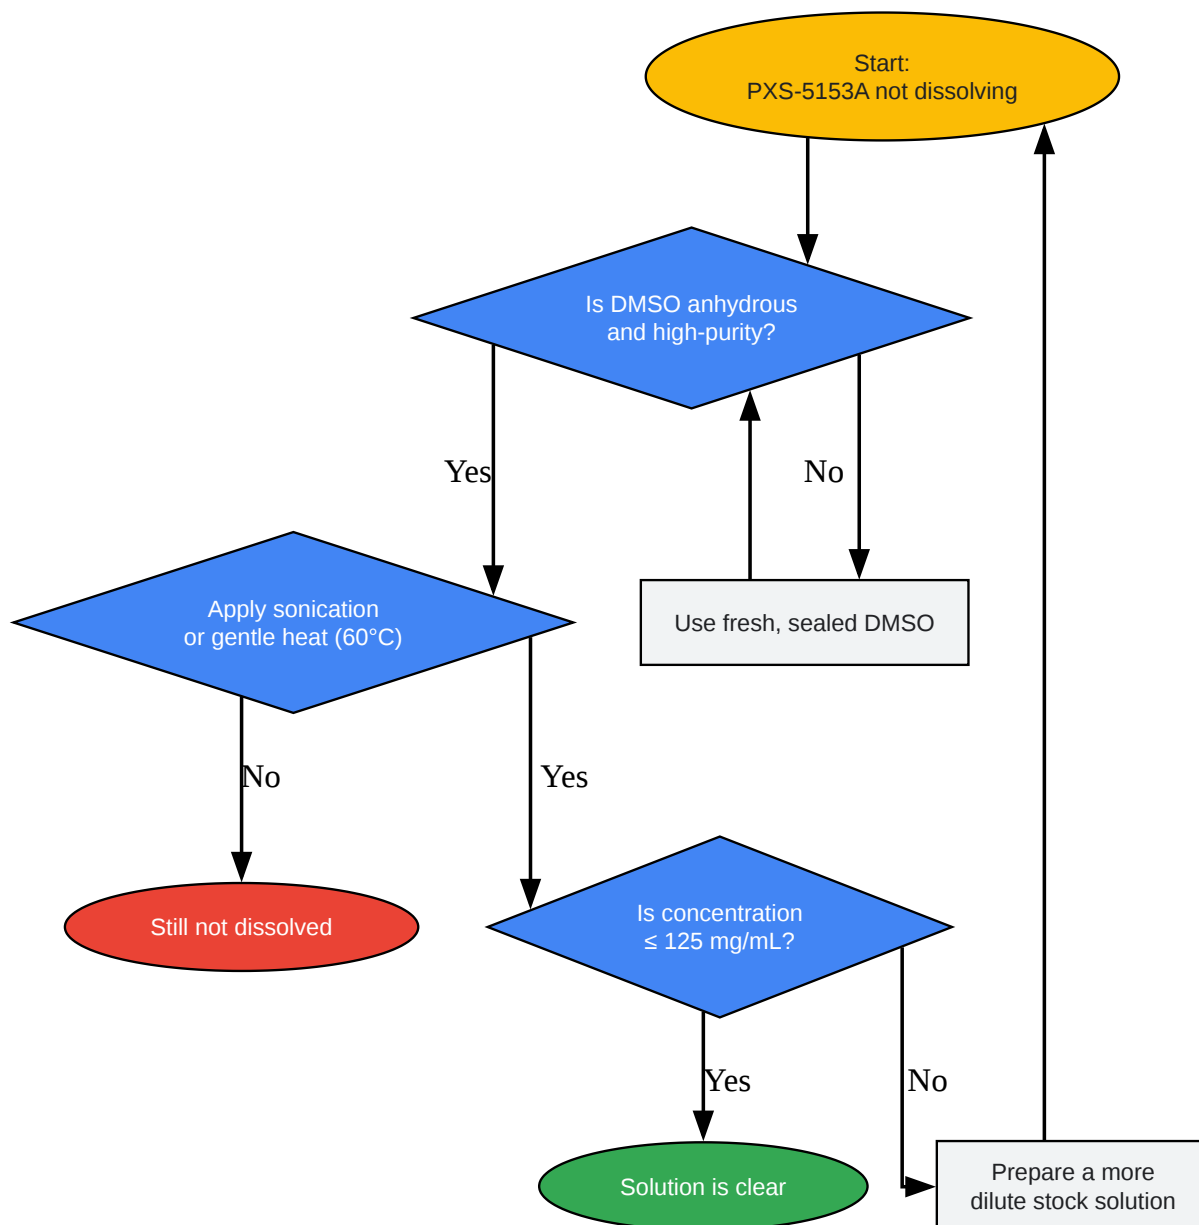 Start:
PXS-5153A not dissolving
Is DMSO anhydrous
and high-purity?
Yes
No
Apply sonication
or gentle heat (60°C)
Use fresh, sealed DMSO
No
Yes
Still not dissolved
Is concentration
≤ 125 mg/mL?
Yes
No
Solution is clear
Prepare a more
dilute stock solution